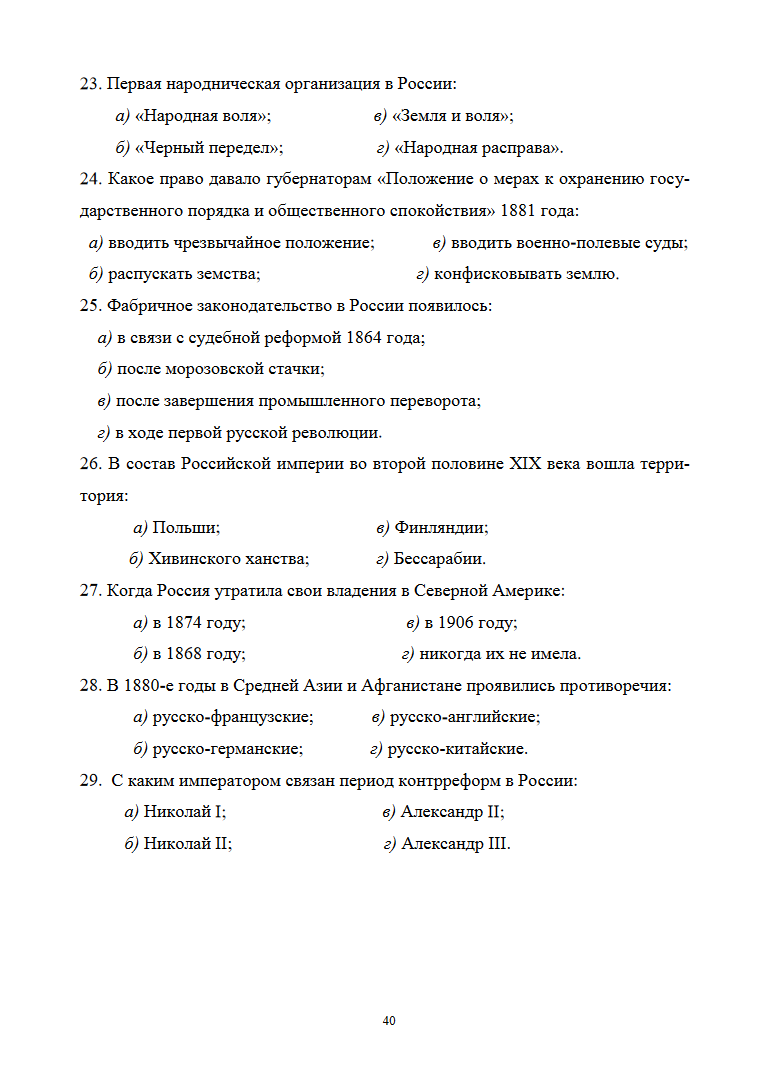 23. Первая народническая организация в России:
а) «Народная воля»; в) «Земля и воля»;
б) «Черный передел»; г) «Народная расправа».
24. Какое право давало губернаторам «Положение о мерах к охранению госу-
дарственного порядка и общественного спокойствия» 1881 года:
а) вводить чрезвычайное положение; в) вводить военно-полевые суды;
б) распускать земства; г) конфисковывать землю.
25. Фабричное законодательство в России появилось:
а) в связи с судебной реформой 1864 года;
б) после морозовской стачки;
в) после завершения промышленного переворота;
г) в ходе первой русской революции.
26. В состав Российской империи во второй половине XIX века вошла терри-
тория:
а) Польши; в) Финляндии;
б) Хивинского ханства; г) Бессарабии.
27. Когда Россия утратила свои владения в Северной Америке:
а) в 1874 году; в) в 1906 году;
б) в 1868 году; г) никогда их не имела.
28. В 1880-е годы в Средней Азии и Афганистане проявились противоречия:
а) русско-французские; в) русско-английские;
б) русско-германские; г) русско-китайские.
29. С каким императором связан период контрреформ в России:
а) Николай I; в) Александр II;
б) Николай II; г) Александр III.
40